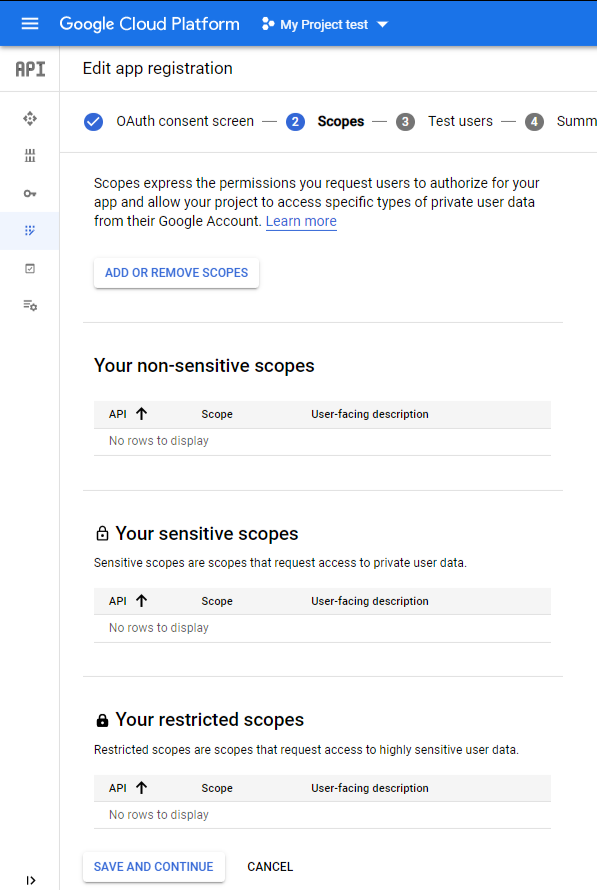 Google Cloud Platform My Project test
API Edit app registration
OAuth consent screen 2 Scopes 3 Test users 4 Summ
Scopes express the permissions you request users to authorize for your
app and allow your project to access specific types of private user data
from their Google Account. Learn more
ADD OR REMOVE SCOPES
Your non-sensitive scopes
API Scope User-facing description
No rows to display
Your sensitive scopes
Sensitive scopes are scopes that request access to private user data.
API Scope User-facing description
No rows to display
Your restricted scopes
Restricted scopes are scopes that request access to highly sensitive user data.
API Scope User-facing description
No rows to display
SAVE AND CONTINUE CANCEL